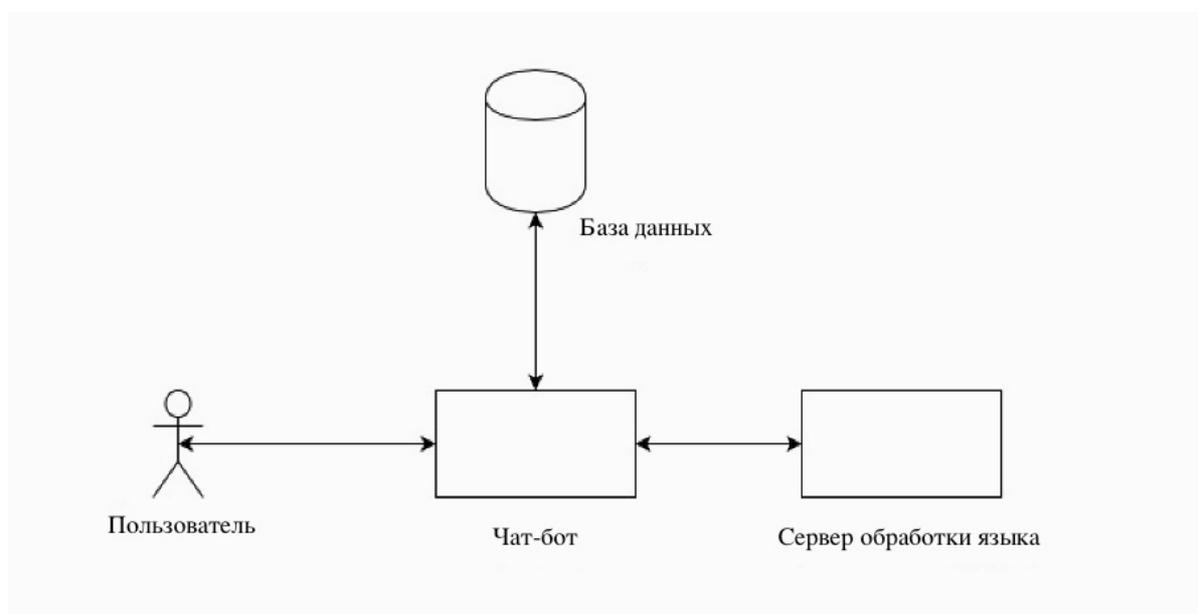 База данных
Пользователь
Чат-бот
Сервер обработки языка